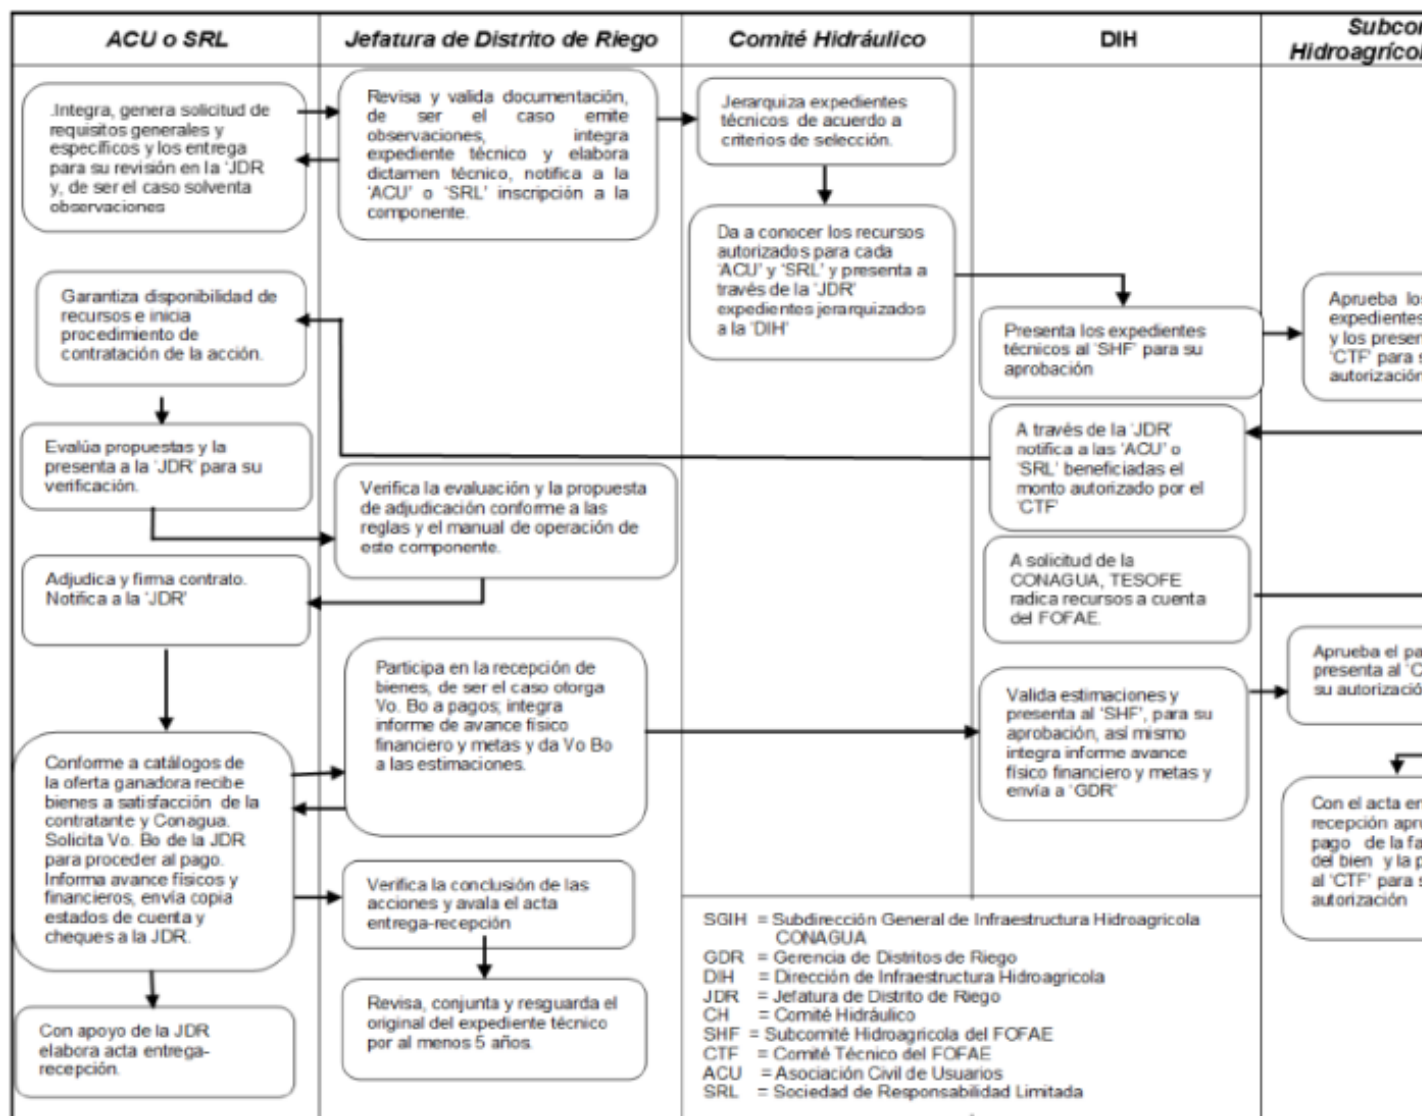 ACU o SRL
Jefatura de Distrito de Riego
Comité Hidráulico
DIH
Hidroagrícol
.Integra, genera solicitud de
requisitos generales y
específicos y los entrega
para su revisión en la 'JDR
y, de ser el caso solventa
observaciones
Revisa y valida documentación,
de ser el caso emite
observaciones, integra
expediente técnico y elabora
dictamen técnico, notifica a la
'ACU' o 'SRL' inscripción a la
componente.
Jerarquiza expedientes
técnicos de acuerdo a
criterios de selección.
Da a conocer los recursos
autorizados para cada
'ACU' y 'SRL' y presenta a
través de la 'JDR'
expedientes jerarquizados
a la 'DIH'
Presenta los expedientes
técnicos al 'SHF' para su
aprobación
Aprueba los
expedientes
y los presen
'CTF' para s
autorización
Garantiza disponibilidad de
recursos e inicia
procedimiento de
contratación de la acción.
A través de la 'JDR'
notifica a las 'ACU' o
'SRL' beneficiadas el
monto autorizado por el
'CTF'
Evalúa propuestas y la
presenta a la 'JDR' para su
verificación.
Verifica la evaluación y la propuesta
de adjudicación conforme a las
reglas y el manual de operación de
este componente.
A solicitud de la
CONAGUA, TESOFE
radica recursos a cuenta
del FOFAE.
Adjudica y firma contrato.
Notifica a la 'JDR'
Participa en la recepción de
bienes, de ser el caso otorga
Vo. Bo a pagos; integra
informe de avance físico
financiero y metas y da Vo Bo
a las estimaciones.
Valida estimaciones y
presenta al 'SHF', para su
aprobación, así mismo
integra informe avance
físico financiero y metas y
envía a 'GDR'
Aprueba el pa
presenta al 'C
su autorizació
Conforme a catálogos de
la oferta ganadora recibe
bienes a satisfacción de la
contratante y Conagua.
Solicita Vo. Bo de la JDR
para proceder al pago.
Informa avance físicos y
financieros, envía copia
estados de cuenta y
cheques a la JDR.
Con el acta en
recepción apru
pago de la fa
del bien y la p
al 'CTF' para s
autorización
Verifica la conclusión de las
acciones y avala el acta
entrega-recepción
Revisa, conjunta y resguarda el
original del expediente técnico
por al menos 5 años.
Con apoyo de la JDR
elabora acta entrega-
recepción.
SGIH = Subdirección General de Infraestructura Hidroagricola
CONAGUA
GDR = Gerencia de Distritos de Riego
DIH = Dirección de Infraestructura Hidroagricola
JDR = Jefatura de Distrito de Riego
CH = Comité Hidráulico
SHF = Subcomité Hidroagricola del FOFAE
CTF = Comité Técnico del FOFAE
ACU = Asociación Civil de Usuarios
SRL = Sociedad de Responsabilidad Limitada